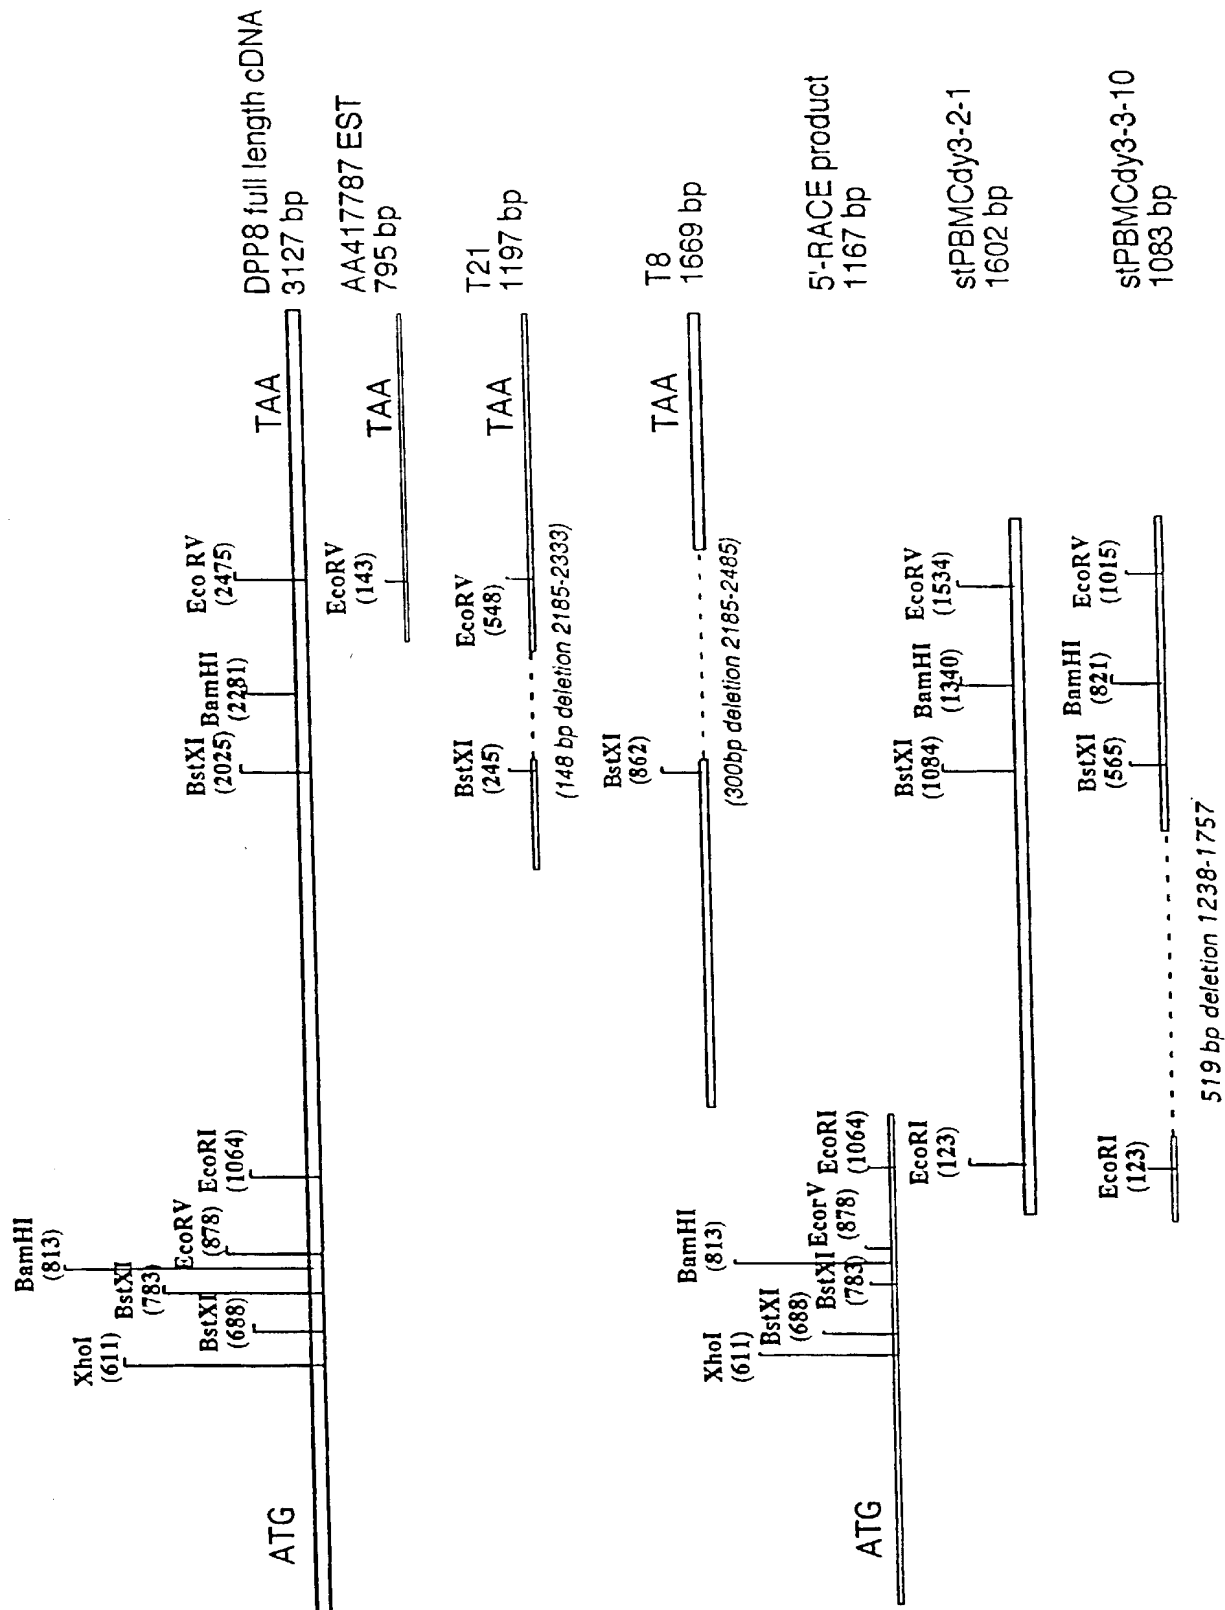 DPP8 full length cDNA
3127 bp
ATG
XhoI
(611)
BstXI
(688)
BstXI
(783)
BamHI
(813)
EcoRV
(878)
EcoRI
(1064)
BstXI
(2025)
BamHI
(2281)
Eco RV
(2475)
TAA
AA417787 EST
795 bp
EcoRV
(143)
TAA
T21
1197 bp
BstXI
(245)
EcoRV
(548)
TAA
(148 bp deletion 2185-2333)
T8
1669 bp
BstXI
(862)
TAA
(300bp deletion 2185-2485)
5'-RACE product
1167 bp
ATG
XhoI
(611)
BstXI
(688)
BstXI
(783)
BamHI
(813)
EcorV
(878)
EcoRI
(1064)
stPBMCdy3-2-1
1602 bp
EcoRI
(123)
BstXI
(1084)
BamHI
(1340)
EcoRV
(1534)
stPBMCdy3-3-10
1083 bp
EcoRI
(123)
BstXI
(565)
BamHI
(821)
EcoRV
(1015)
519 bp deletion 1238-1757